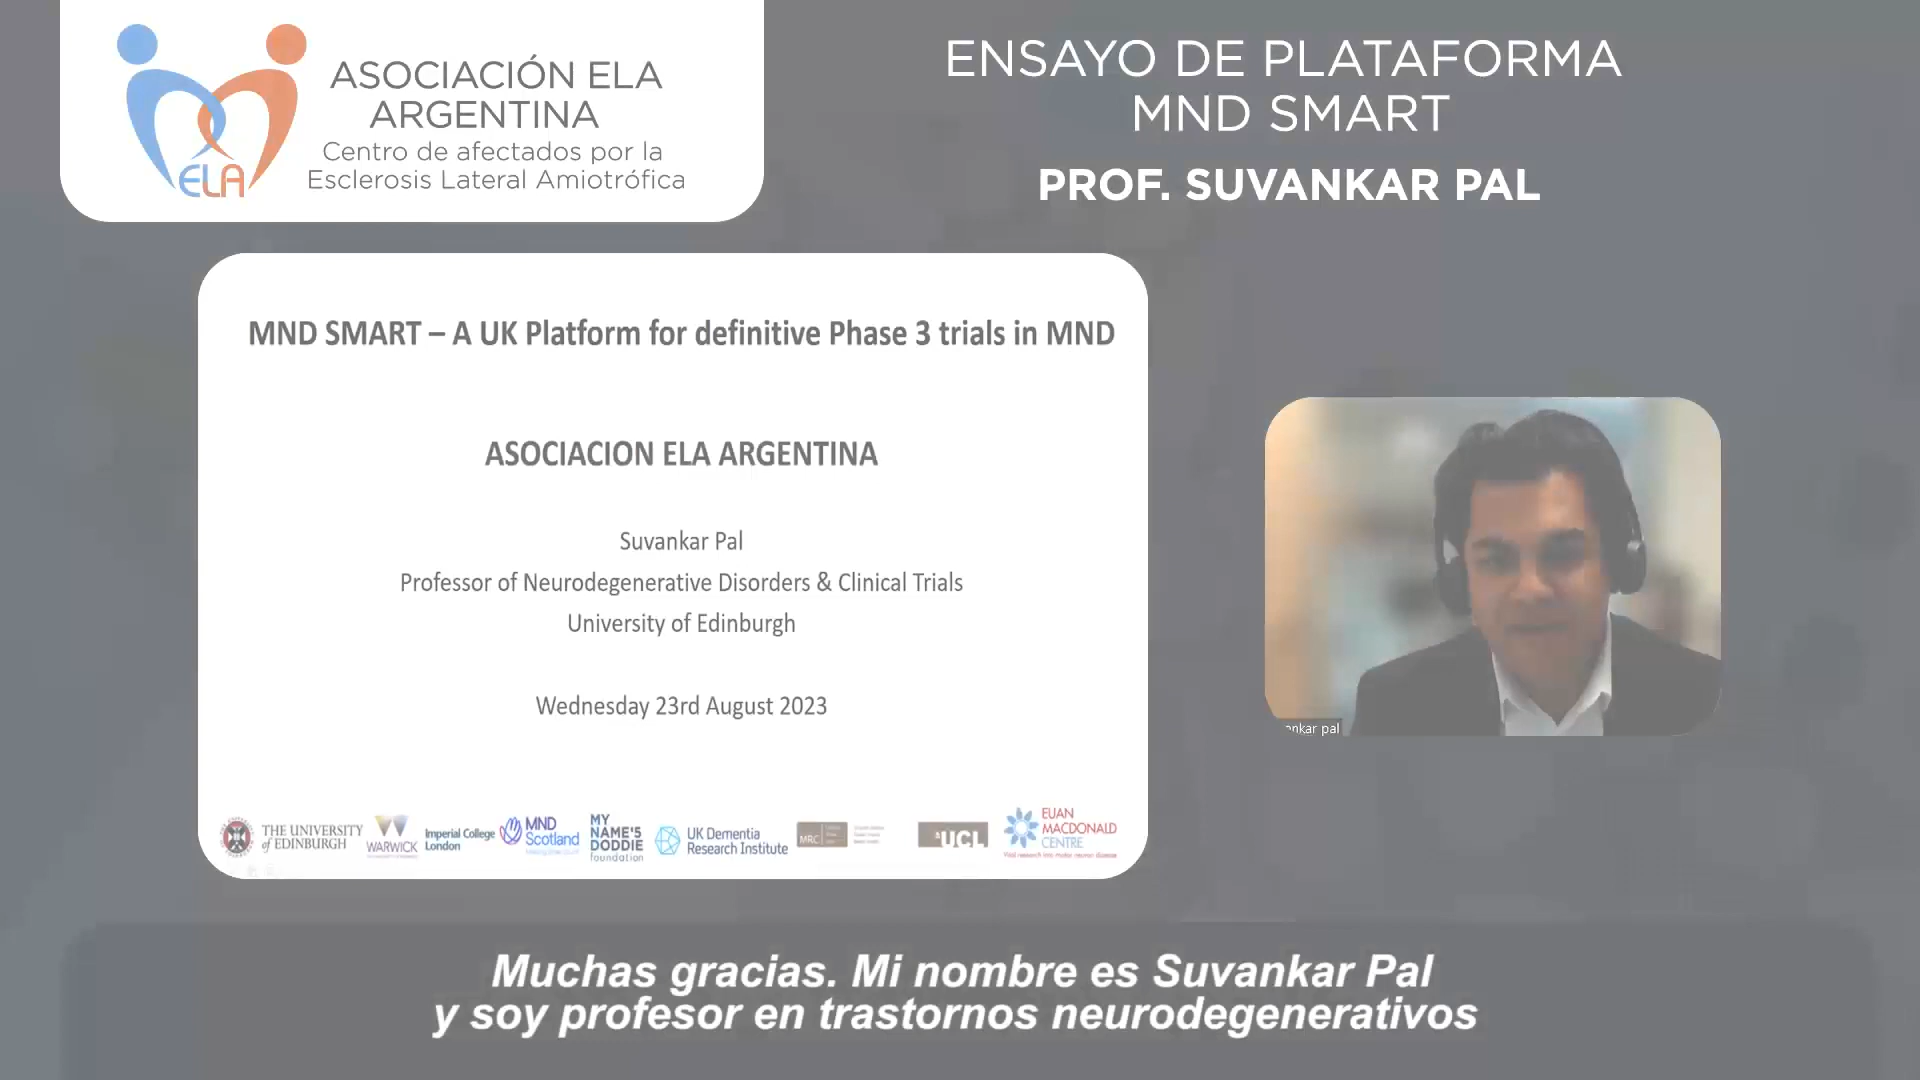 ASOCIACIÓN ELA
ARGENTINA
Centro de afectados por la
Esclerosis Lateral Amiotrófica
ELA
ENSAYO DE PLATAFORMA
MND SMART
PROF. SUVANKAR PAL
MND SMART – A UK Platform for definitive Phase 3 trials in MND
ASOCIACION ELA ARGENTINA
Suvankar Pal
Professor of Neurodegenerative Disorders & Clinical Trials
University of Edinburgh
Wednesday 23rd August 2023
THE UNIVERSITY
of EDINBURGH
WARWICK
Imperial College
London
MND
Scotland
MY
NAME'S
DODDIE
foundation
UK Dementia
Research Institute
MRC
UCL
EUAN
MACDONALD
CENTRE
nkar pal
Muchas gracias. Mi nombre es Suvankar Pal
y soy profesor en trastornos neurodegenerativos